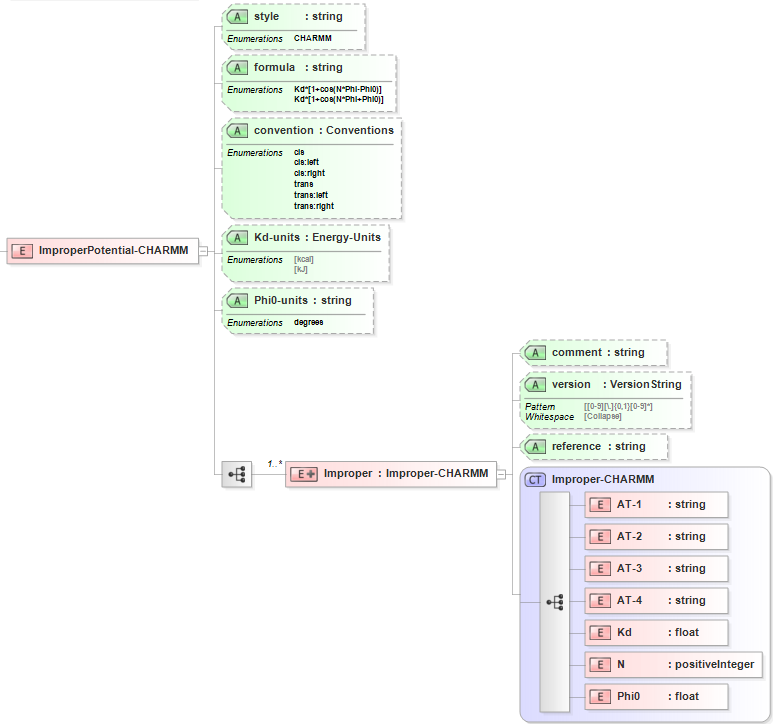 A style : string
Enumerations CHARMM
A formula : string
Enumerations Kd*[1+cos(N*Phi-Phi0)]
Kd*[1+cos(N*Phi+Phi0)]
A convention : Conventions
Enumerations cis
cis:left
cis:right
trans
trans:left
trans:right
A Kd-units : Energy-Units
Enumerations [kcal]
[kJ]
E ImproperPotential-CHARMM
A Phi0-units : string
Enumerations degrees
A comment : string
A version : VersionString
Pattern [[0-9][\.]{0,1}[0-9]*]
Whitespace [Collapse]
A reference : string
1..*
E Improper : Improper-CHARMM
CT Improper-CHARMM
E AT-1 : string
E AT-2 : string
E AT-3 : string
E AT-4 : string
E Kd : float
E N : positiveInteger
E Phi0 : float